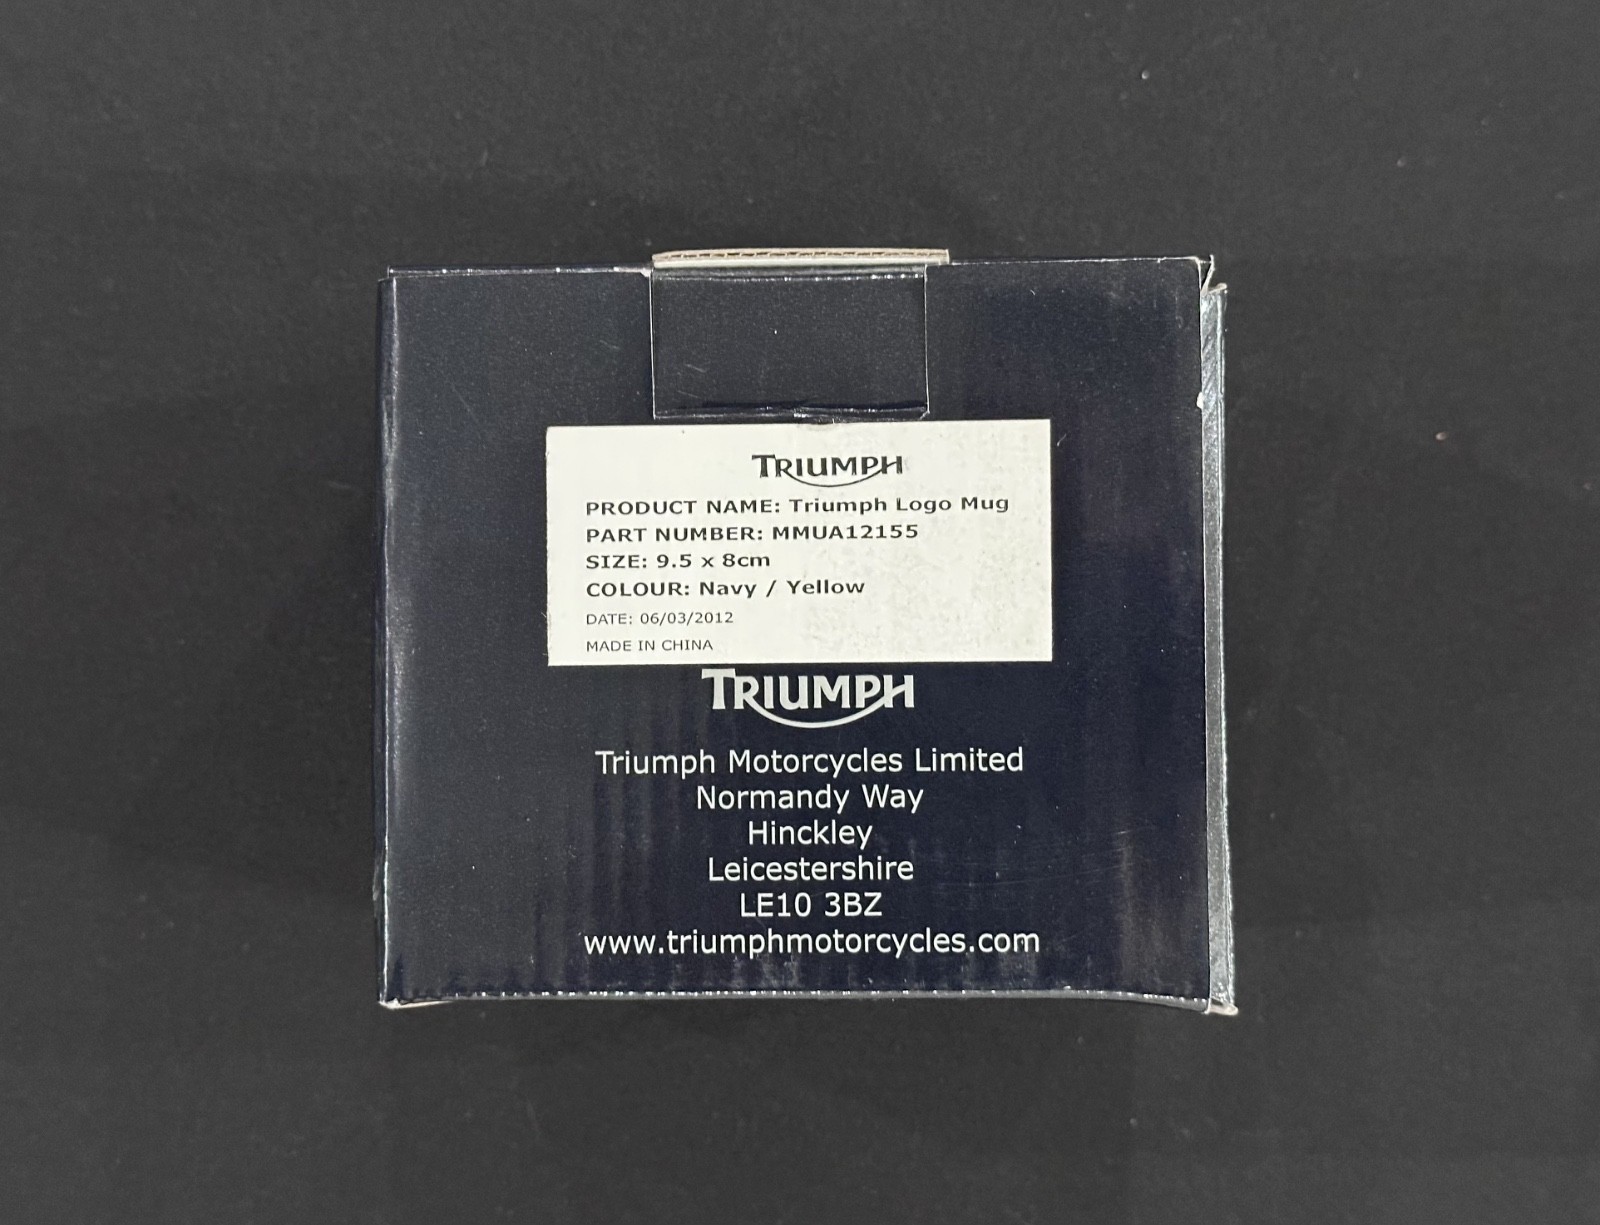 TRIUMPH
PRODUCT NAME: Triumph Logo Mug
PART NUMBER: MMUA12155
SIZE: 9.5 x 8cm
COLOUR: Navy / Yellow
DATE: 06/03/2012
MADE IN CHINA
TRIUMPH
Triumph Motorcycles Limited
Normandy Way
Hinckley
Leicestershire
LE10 3BZ
www.triumphmotorcycles.com